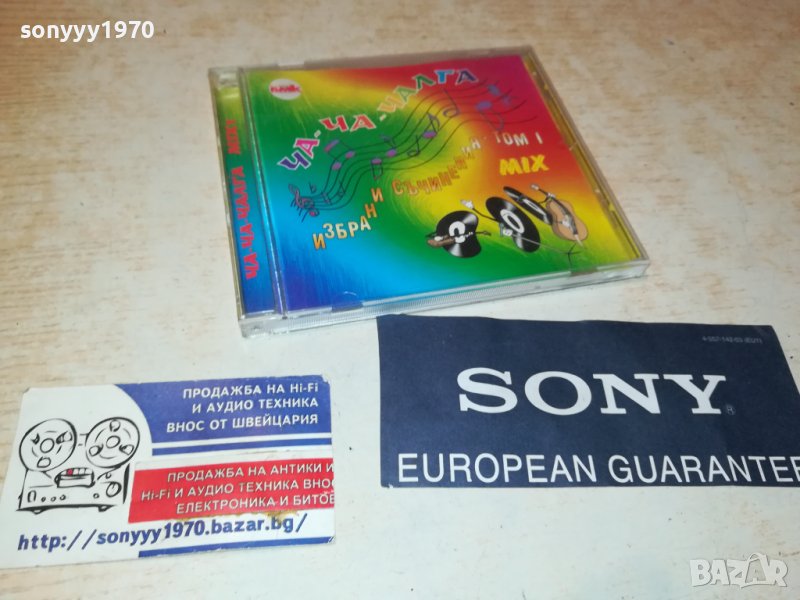 sonyyy1970
ЧА-ЧА-ЧАЛГА
ИЗБРАНИ СЪЧИНЕНИЯ-ТОМ I
MIX
ЧА-ЧА-ЧАЛГА
SONY
EUROPEAN GUARANTEE
ПРОДАЖБА НА Hi-Fi
И АУДИО ТЕХНИКА
ВНОС ОТ ШВЕЙЦАРИЯ
ПРОДАЖБА НА АНТИКИ И
Hi-Fi И АУДИО ТЕХНИКА ВНОС
ЕЛЕКТРОНИКА И БИТОВ
http://sonyyy1970.bazar.bg/
BAZAR